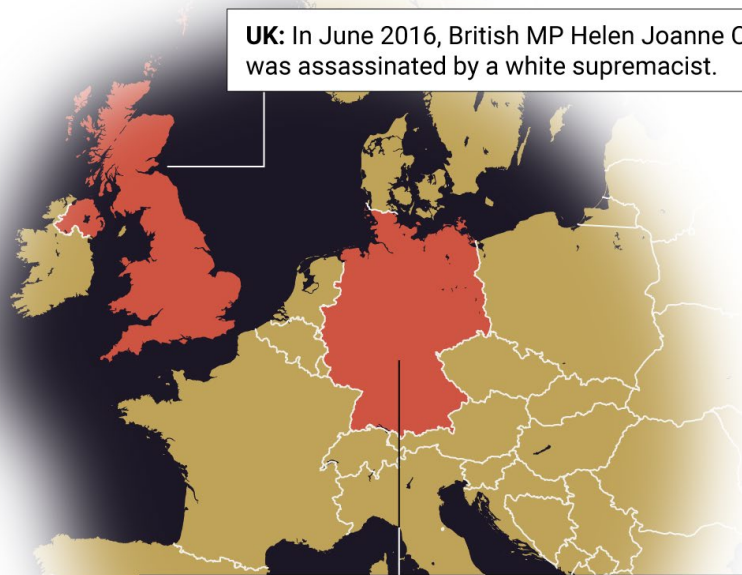 UK: In June 2016, British MP Helen Joanne
was assassinated by a white supremacist.